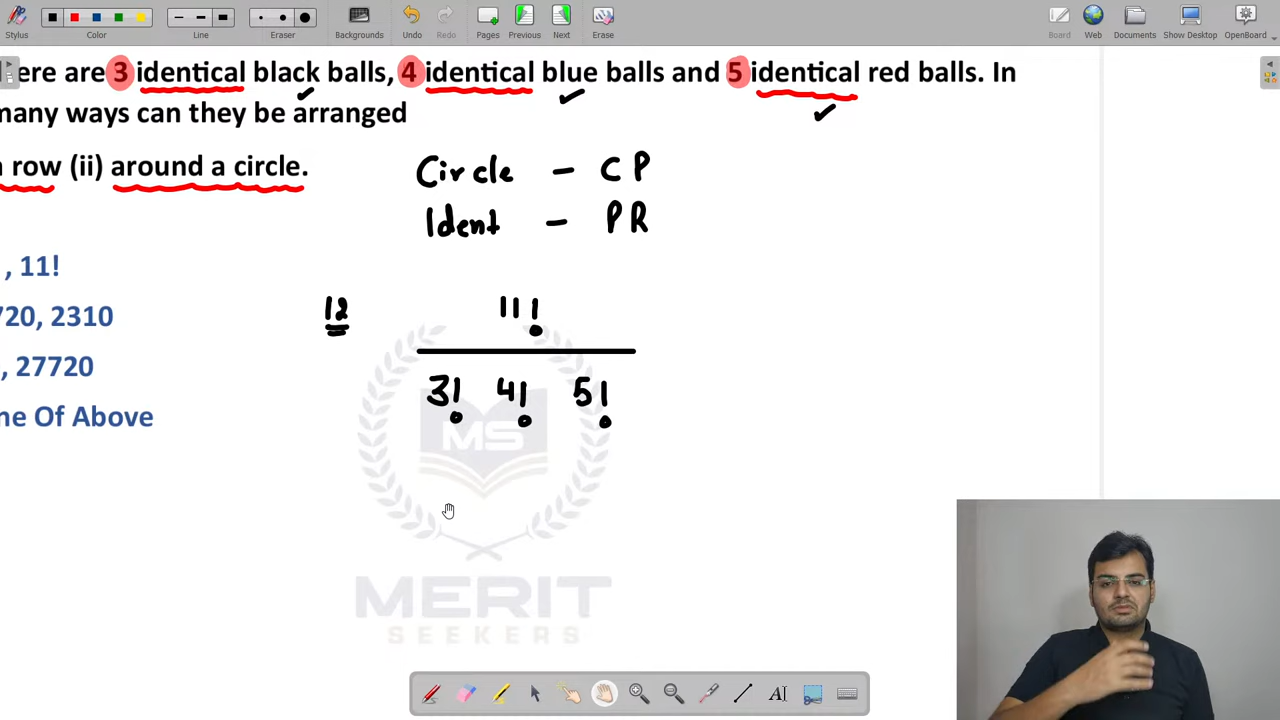 Stylus Color Line Eraser Backgrounds Undo Redo Pages Previous Next Erase Board Web Documents Show Desktop OpenBoard
ere are 3 identical black balls, 4 identical blue balls and 5 identical red balls. In
many ways can they be arranged
row (ii) around a circle.
Circle - CP
Ident - PR
, 11!
720, 2310
, 27720
ne Of Above
12
11!
3! 4! 5!
MS
MERIT
SEEKERS